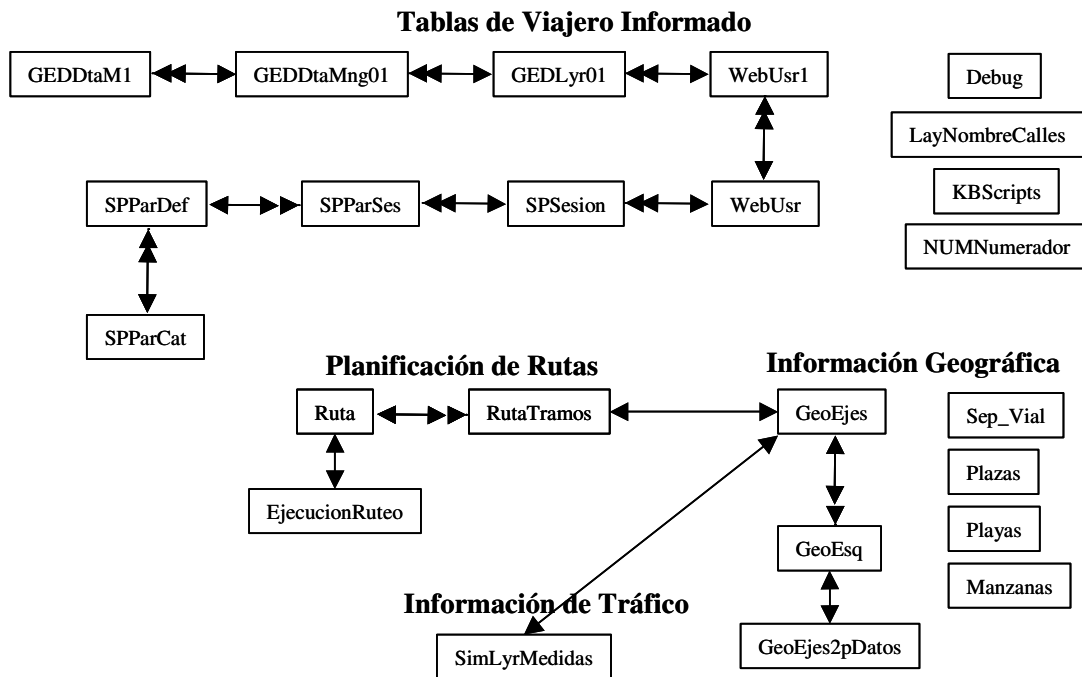 Tablas de Viajero Informado
GEDDtaM1
GEDDtaMng01
GEDLyr01
WebUsr1
Debug
LayNombreCalles
SPParDef
SPParSes
SPSesion
WebUsr
KBScripts
NUMNumerador
SPParCat
Planificación de Rutas
Información Geográfica
Ruta
RutaTramos
GeoEjes
Sep_Vial
Plazas
EjecucionRuteo
Playas
GeoEsq
Manzanas
Información de Tráfico
SimLyrMedidas
GeoEjes2pDatos